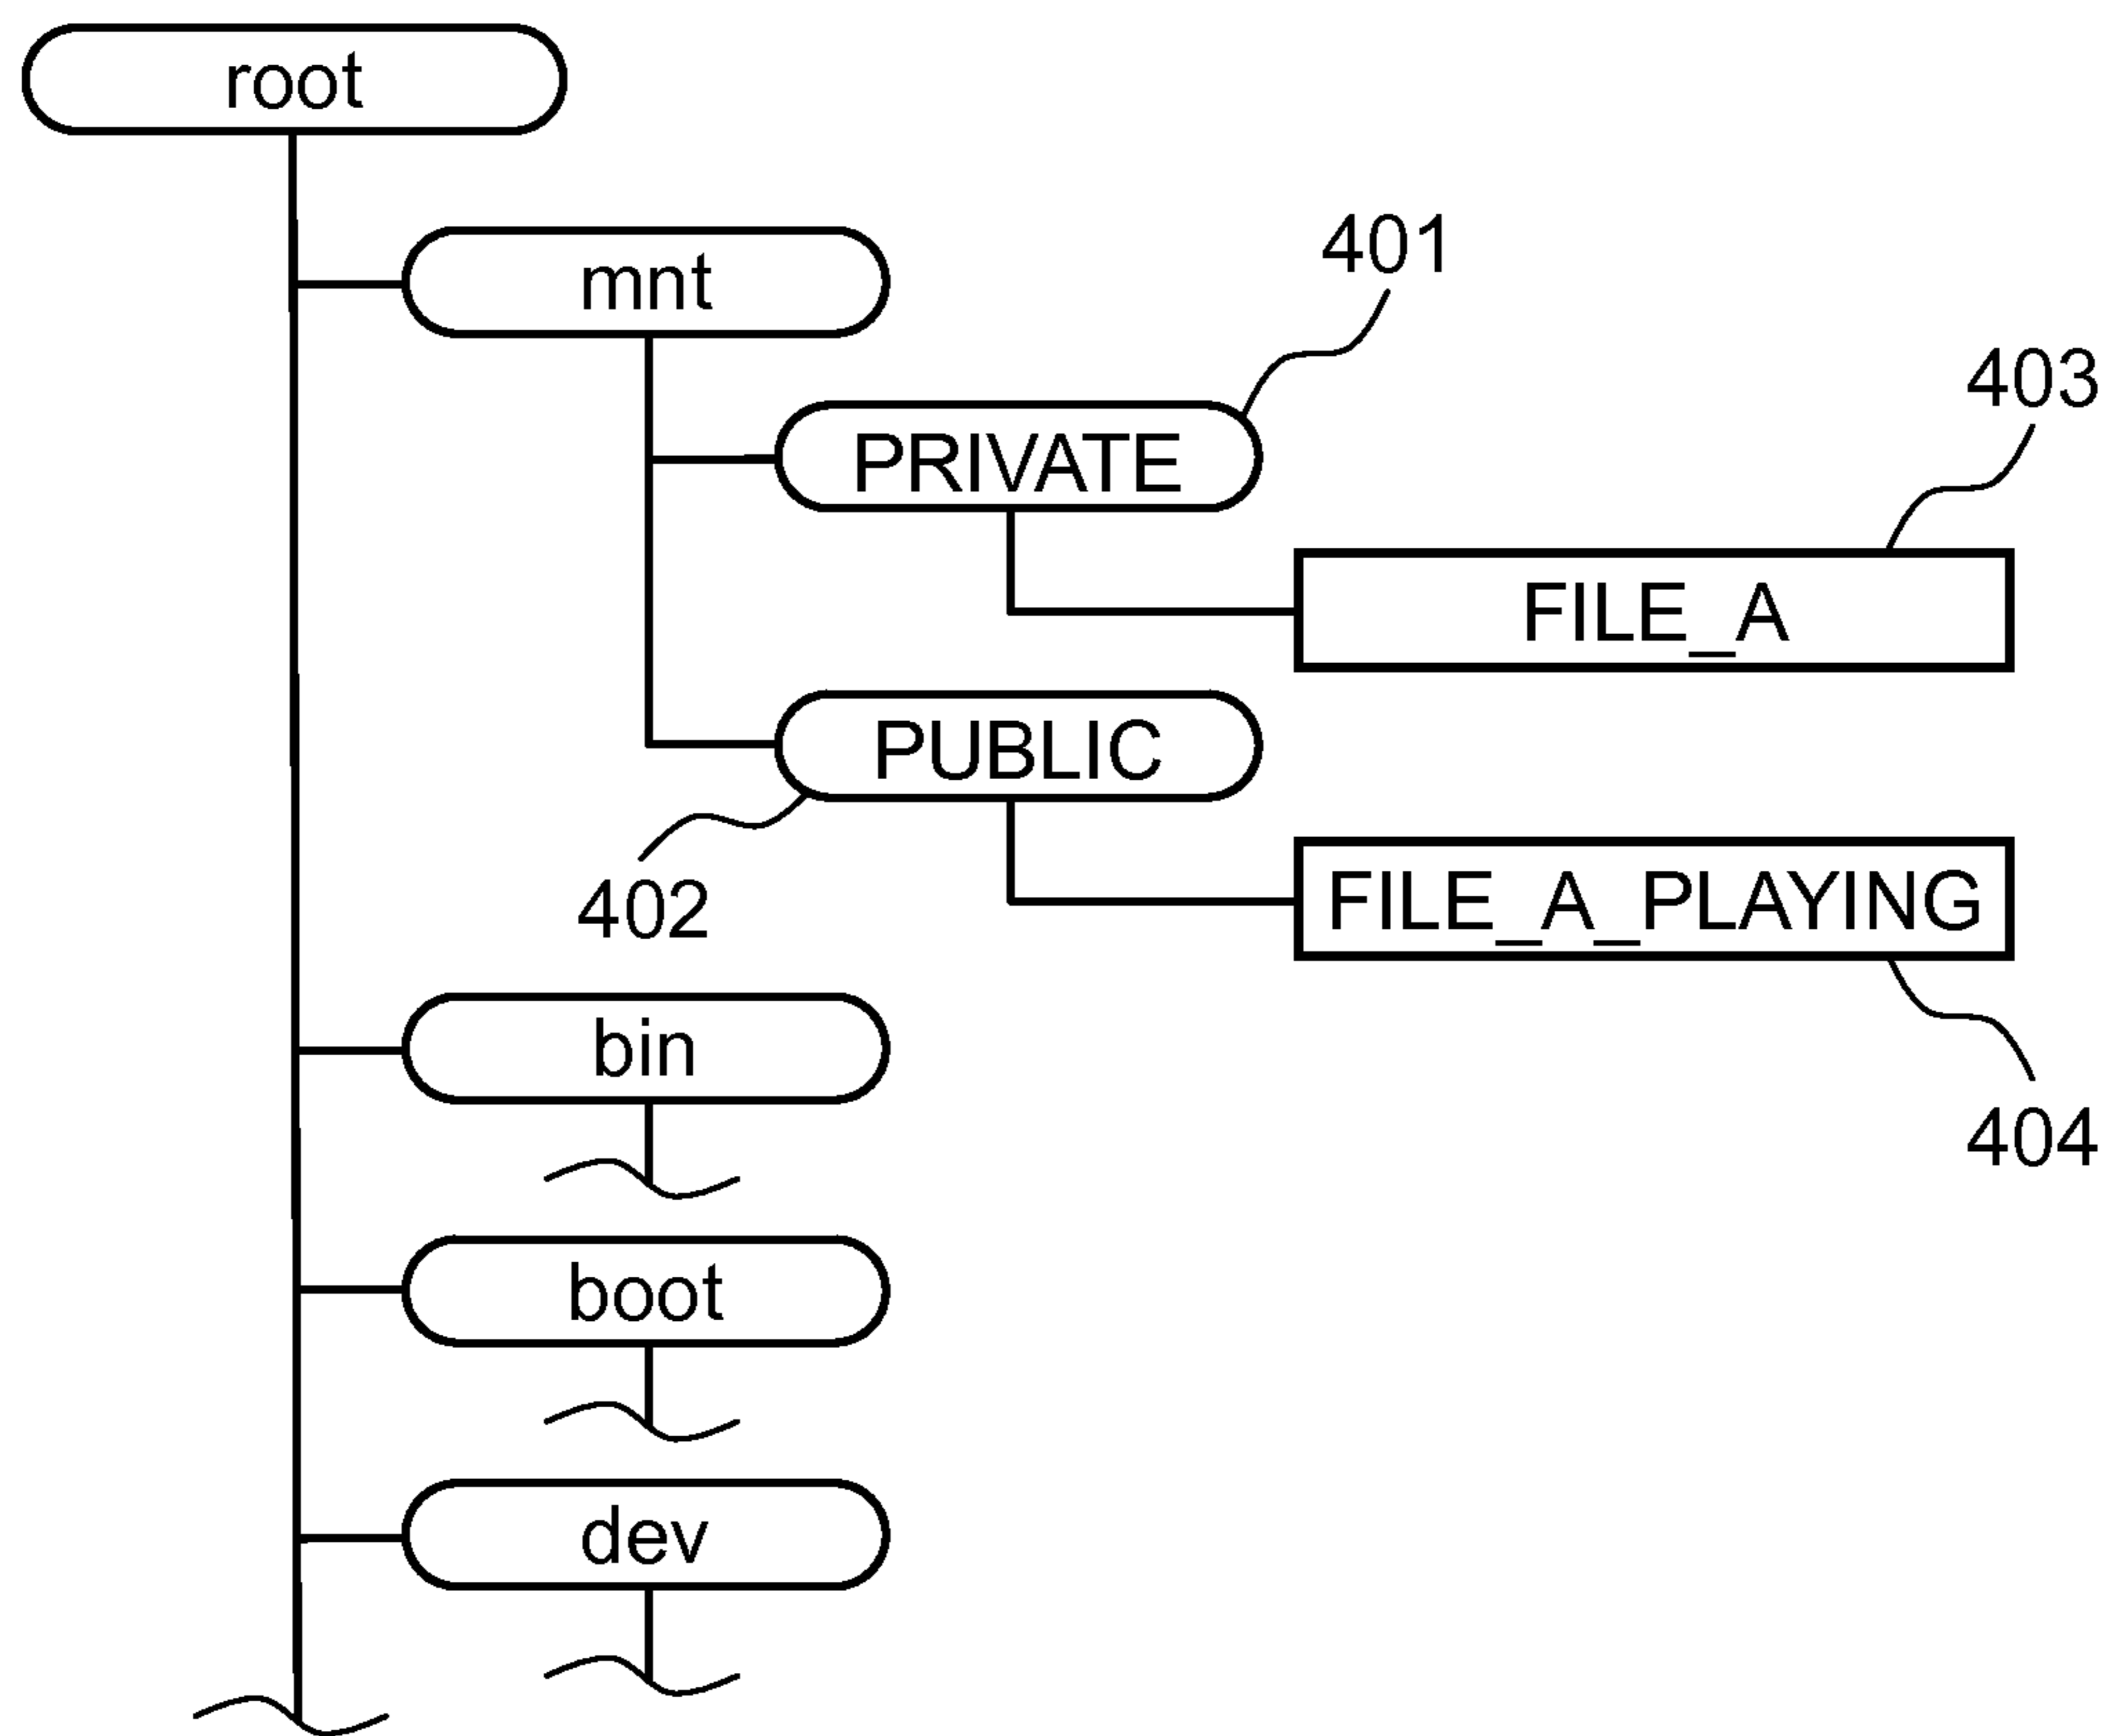 root
mnt
401
PRIVATE
403
FILE_A
PUBLIC
402
FILE_A_PLAYING
404
bin
boot
dev